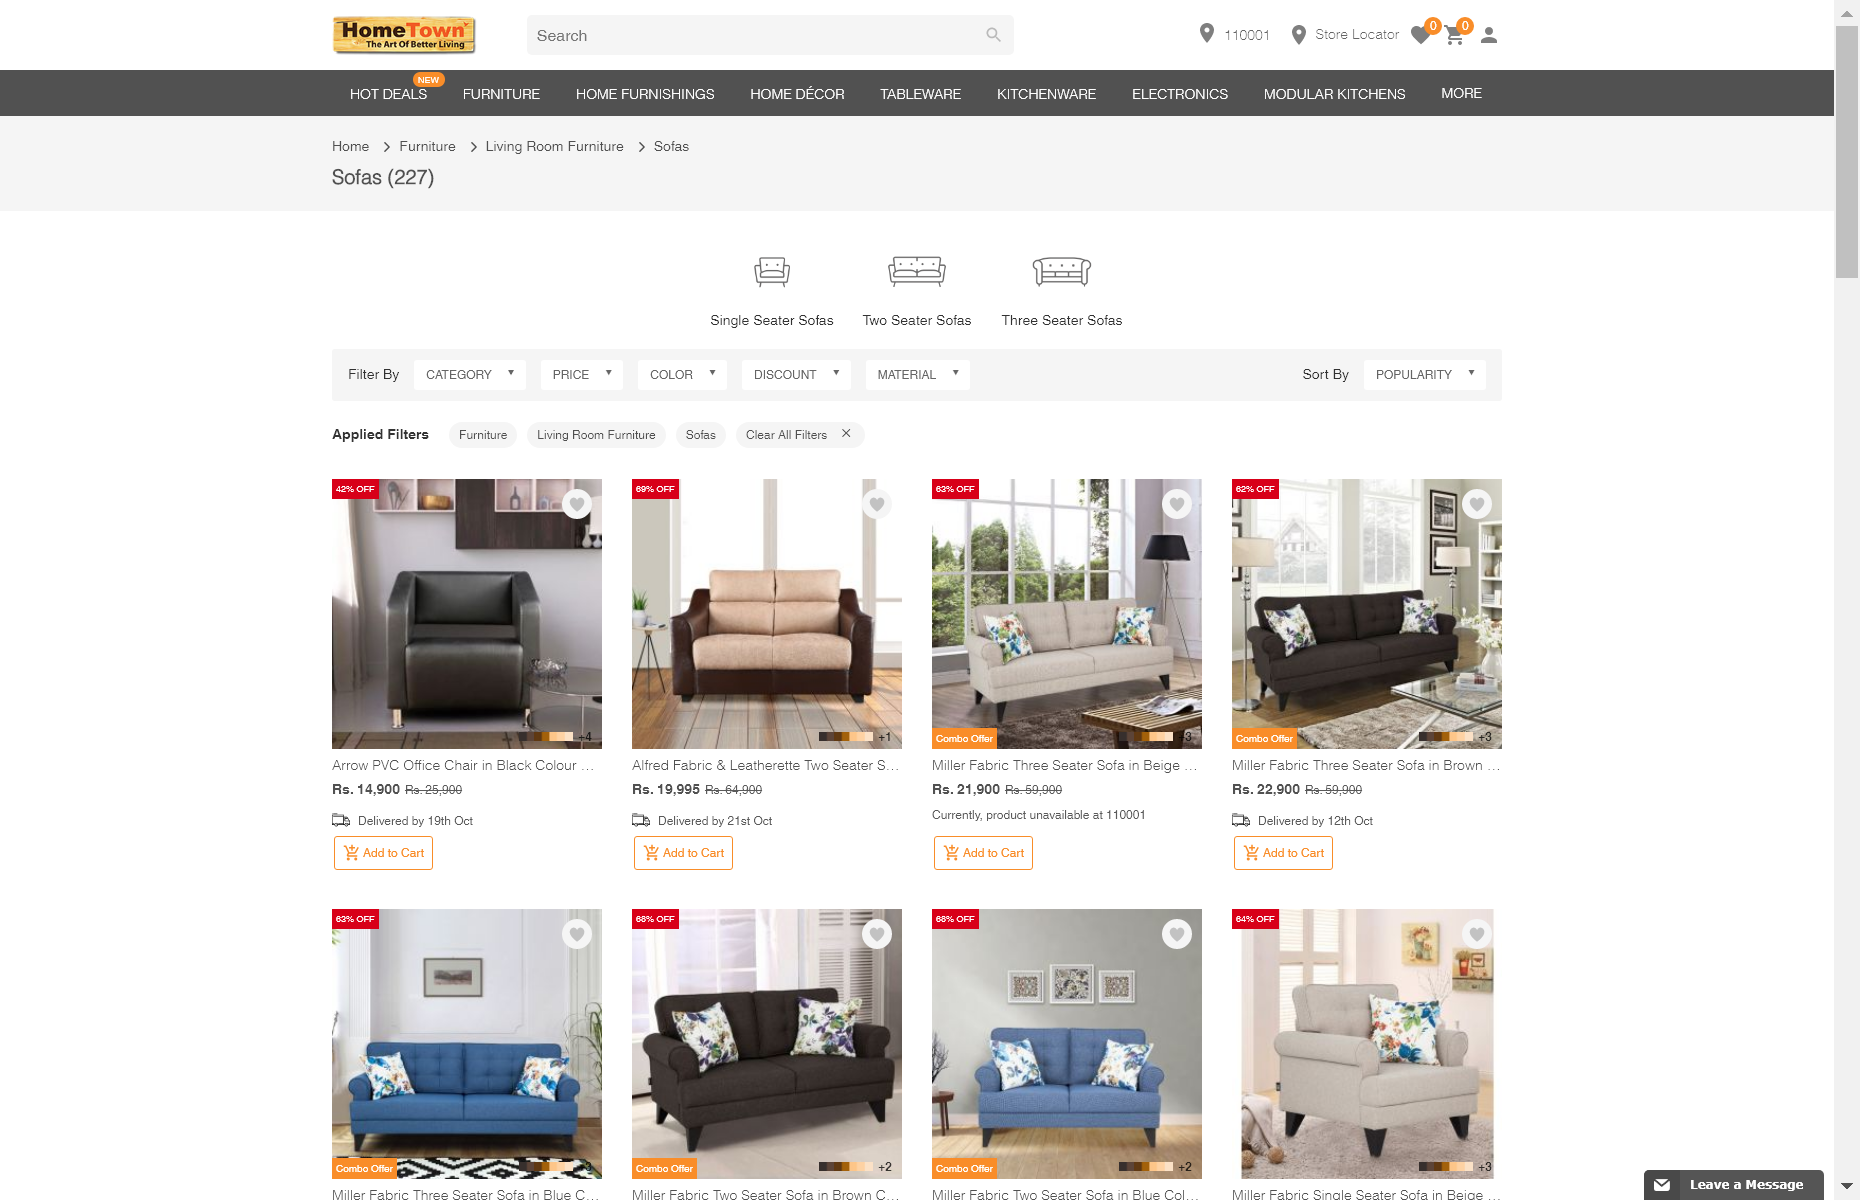 HomeTown
The Art Of Better Living
Search
110001
Store Locator
0
0
NEW
HOT DEALS
FURNITURE
HOME FURNISHINGS
HOME DÉCOR
TABLEWARE
KITCHENWARE
ELECTRONICS
MODULAR KITCHENS
MORE
Home
Furniture
Living Room Furniture
Sofas
Sofas (227)
Single Seater Sofas
Two Seater Sofas
Three Seater Sofas
Filter By
CATEGORY
PRICE
COLOR
DISCOUNT
MATERIAL
Sort By
POPULARITY
Applied Filters
Furniture
Living Room Furniture
Sofas
Clear All Filters
42% OFF
69% OFF
63% OFF
62% OFF
+4
+1
Combo Offer
+3
Combo Offer
+3
Arrow PVC Office Chair in Black Colour ...
Alfred Fabric & Leatherette Two Seater S...
Miller Fabric Three Seater Sofa in Beige ...
Miller Fabric Three Seater Sofa in Brown ...
Rs. 14,900 Rs. 25,900
Rs. 19,995 Rs. 64,900
Rs. 21,900 Rs. 59,900
Rs. 22,900 Rs. 59,900
Delivered by 19th Oct
Delivered by 21st Oct
Currently, product unavailable at 110001
Delivered by 12th Oct
Add to Cart
Add to Cart
Add to Cart
Add to Cart
63% OFF
68% OFF
68% OFF
64% OFF
Combo Offer
+3
Combo Offer
+2
Combo Offer
+2
+3
Miller Fabric Three Seater Sofa in Blue C...
Miller Fabric Two Seater Sofa in Brown C...
Miller Fabric Two Seater Sofa in Blue Col...
Miller Fabric Single Seater Sofa in Beige ...
Leave a Message